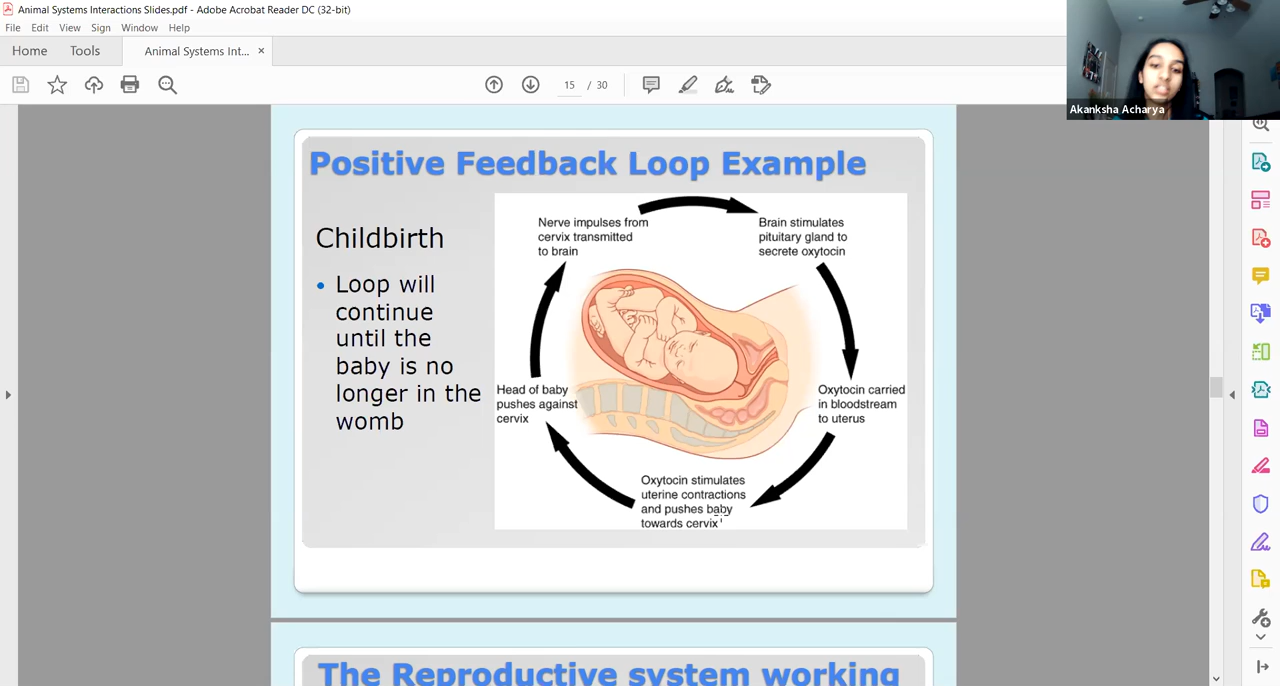 Animal Systems Interactions Slides.pdf - Adobe Acrobat Reader DC (32-bit)
File Edit View Sign Window Help
Home Tools Animal Systems Int... ×
15 / 30
Akanksha Acharya
Positive Feedback Loop Example
Childbirth
• Loop will
continue
until the
baby is no
longer in the
womb
Nerve impulses from
cervix transmitted
to brain
Brain stimulates
pituitary gland to
secrete oxytocin
Oxytocin carried
in bloodstream
to uterus
Oxytocin stimulates
uterine contractions
and pushes baby
towards cervix
Head of baby
pushes against
cervix
The Reproductive system working